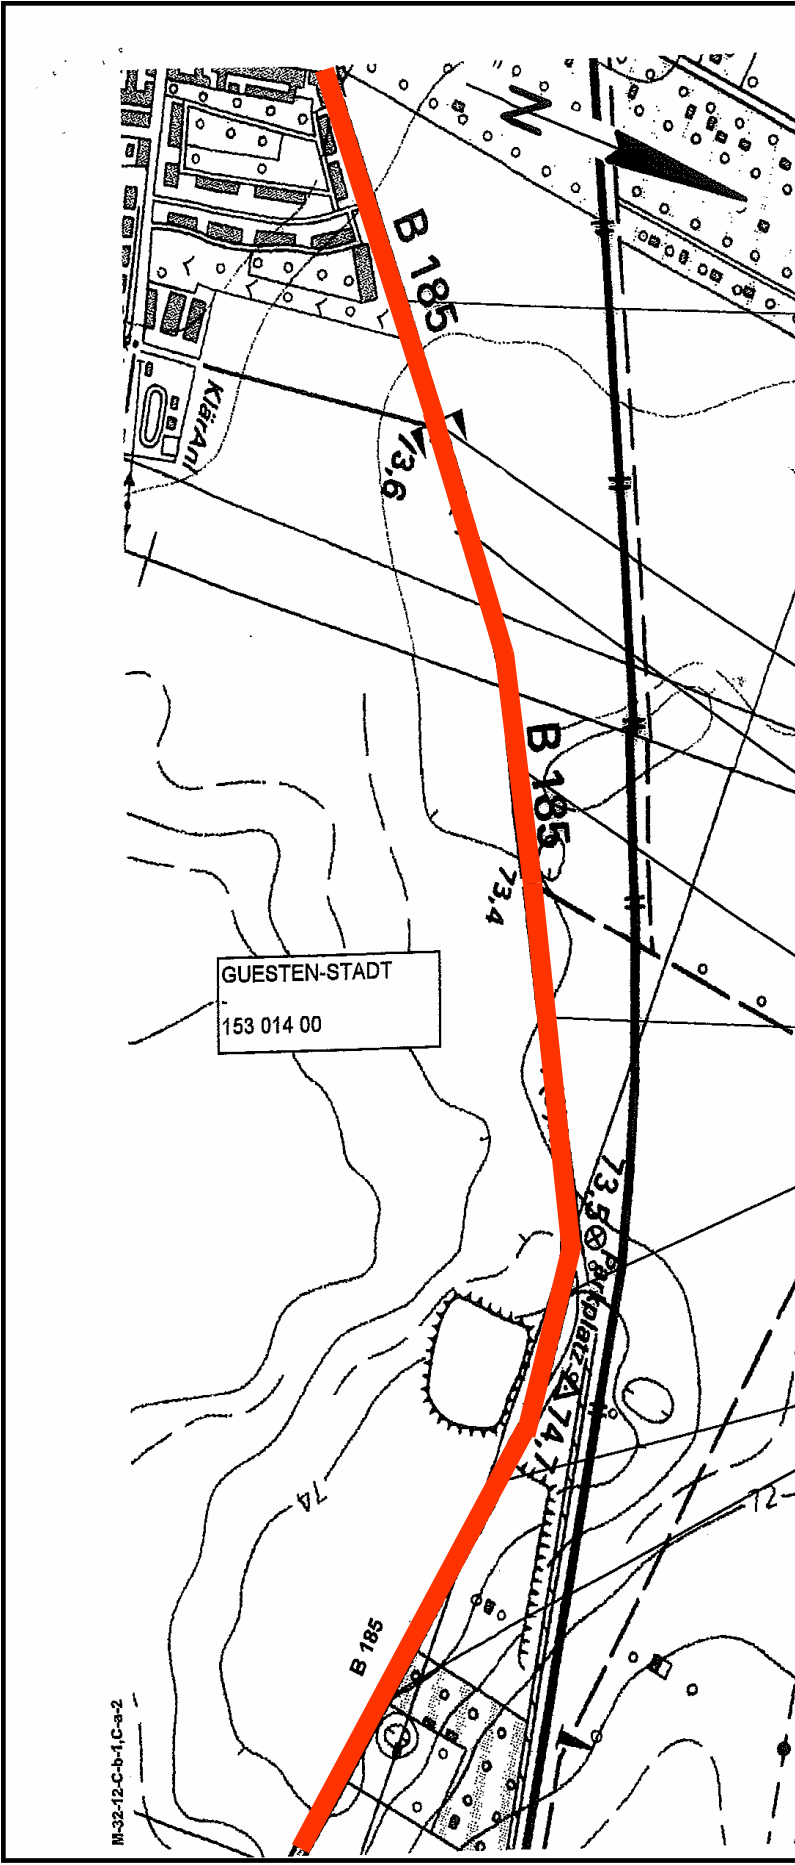 B 185
KlärAnl
73,6
B 185
73,4
GUESTEN-STADT
153 014 00
73,5
Parkplatz
74,7
74
72
B 185
M-32-12-C-b-1,C-a-2
N